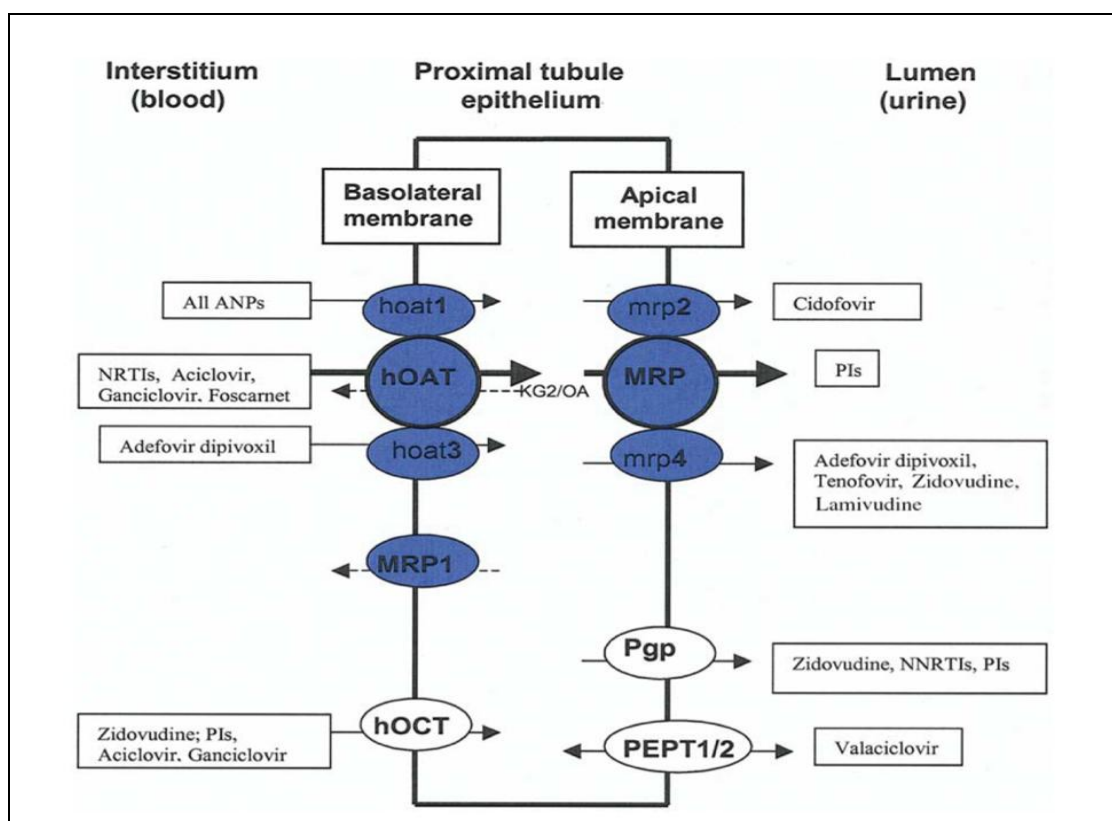 Interstitium
(blood)
Proximal tubule
epithelium
Lumen
(urine)
Basolateral
membrane
Apical
membrane
All ANPs
hoat1
mrp2
Cidofovir
NRTIs, Aciclovir,
Ganciclovir. Foscarnet
hOAT
KG2/OA
MRP
PIs
Adefovir dipivoxil
hoat3
mrp4
Adefovir dipivoxil,
Tenofovir, Zidovudine,
Lamivudine
MRP1
Pgp
Zidovudine, NNRTIs, PIs
Zidovudine; PIs,
Aciclovir. Ganciclovir
hOCT
PEPT1/2
Valaciclovir